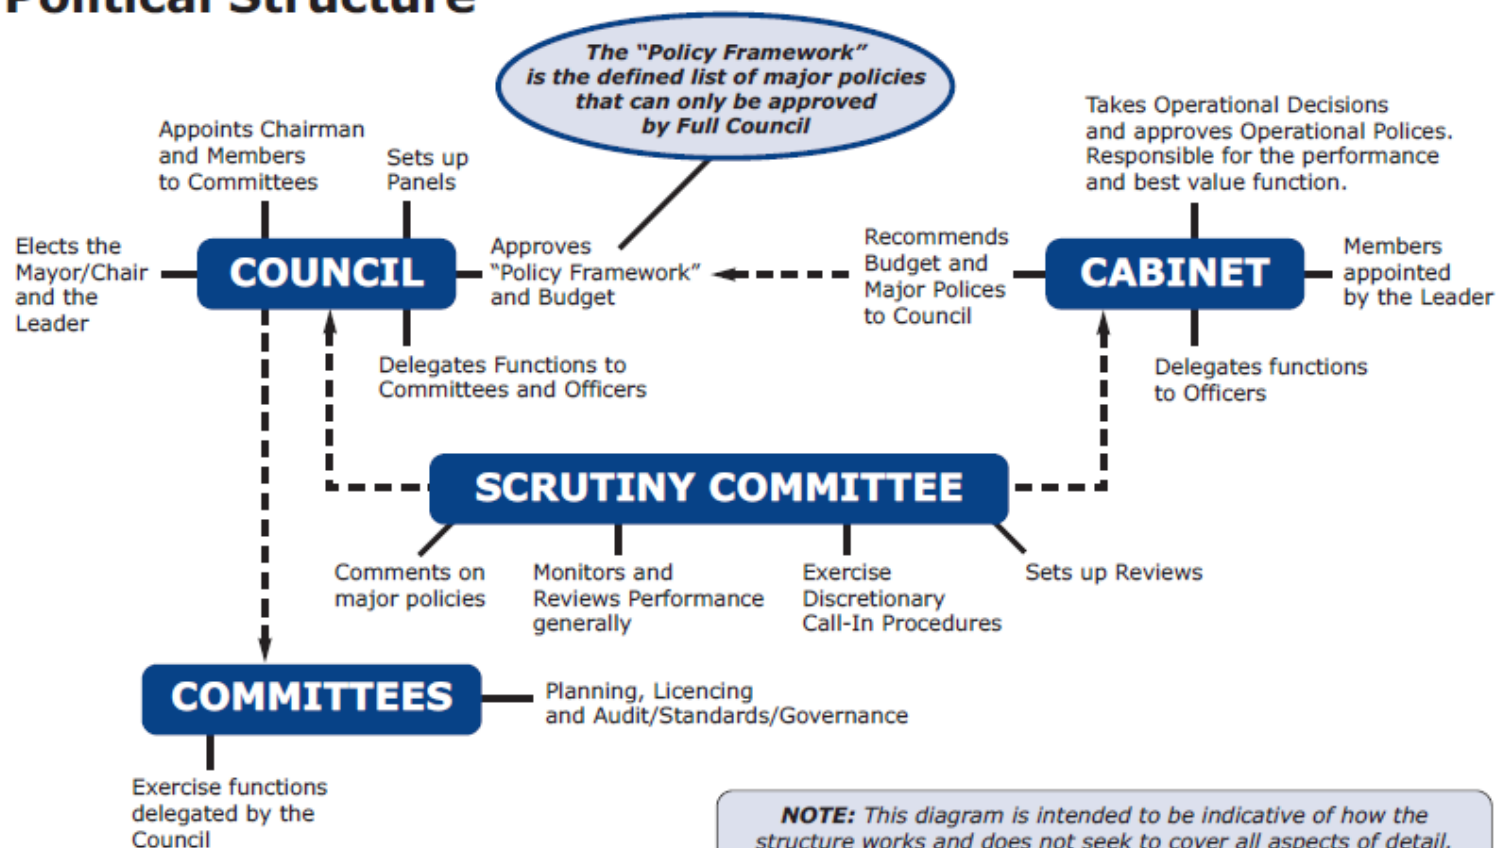 Political Structure
The “Policy Framework”
is the defined list of major policies
that can only be approved
by Full Council
Appoints Chairman
and Members
to Committees
Sets up
Panels
Takes Operational Decisions
and approves Operational Polices.
Responsible for the performance
and best value function.
Elects the
Mayor/Chair
and the
Leader
COUNCIL
Approves
“Policy Framework”
and Budget
Recommends
Budget and
Major Polices
to Council
CABINET
Members
appointed
by the Leader
Delegates Functions to
Committees and Officers
Delegates functions
to Officers
SCRUTINY COMMITTEE
Comments on
major policies
Monitors and
Reviews Performance
generally
Exercise
Discretionary
Call-In Procedures
Sets up Reviews
COMMITTEES
Planning, Licencing
and Audit/Standards/Governance
Exercise functions
delegated by the
Council
NOTE: This diagram is intended to be indicative of how the
structure works and does not seek to cover all aspects of detail.